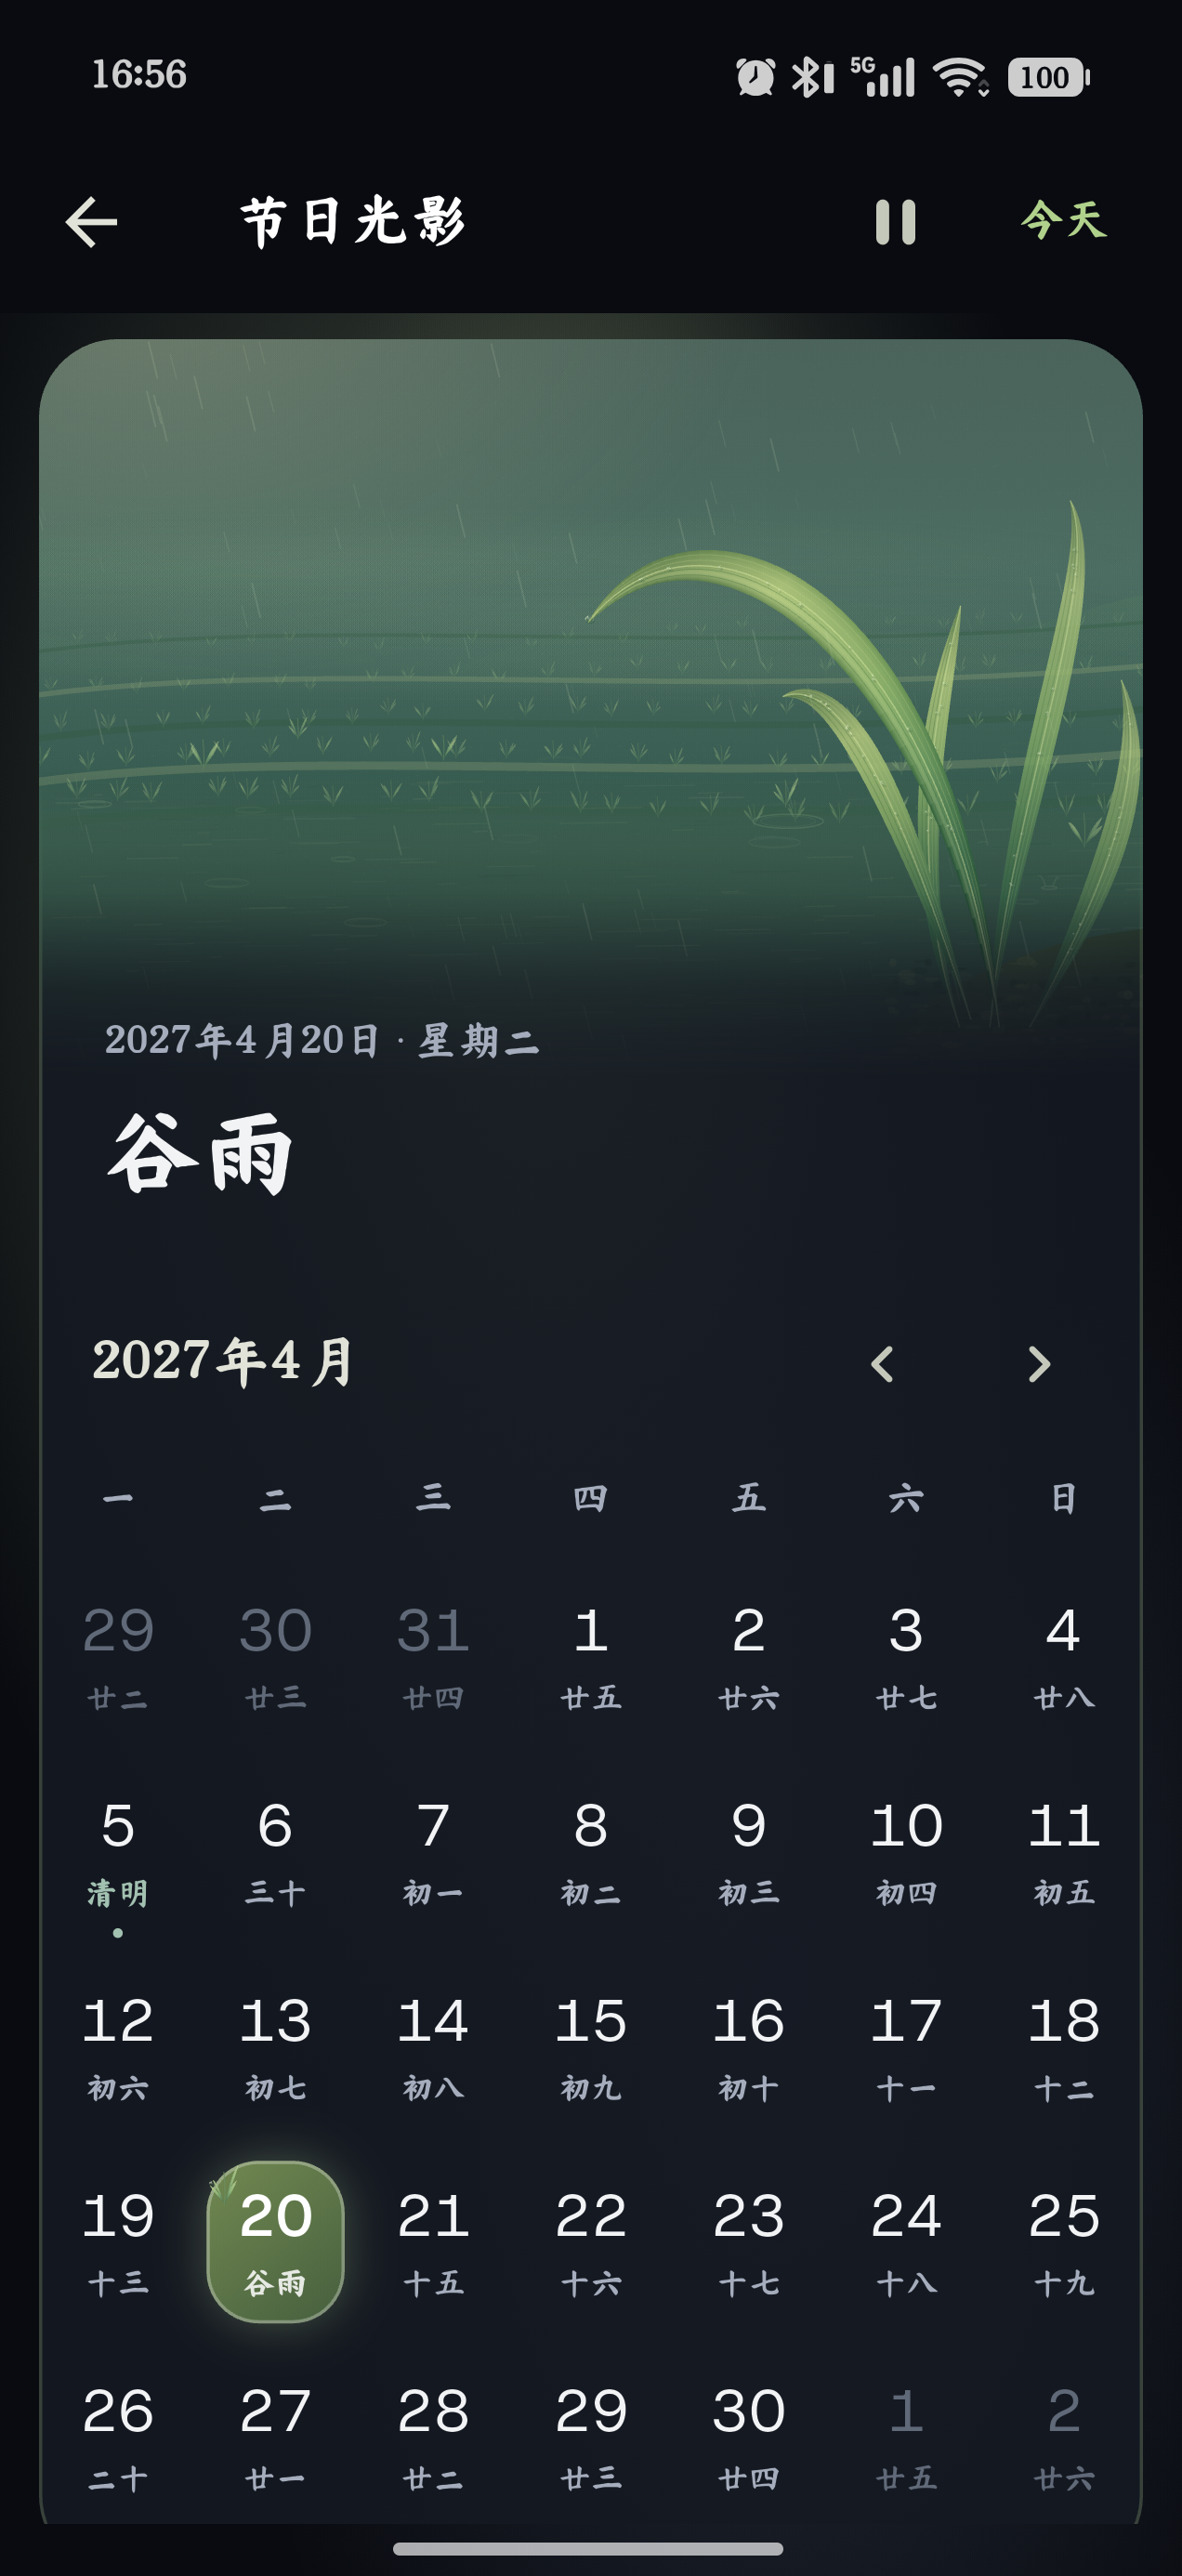 16:56 5G 100
节日光影 今天
2027年4月20日 · 星期二
谷雨
2027年4月
一 二 三 四 五 六 日
29 30 31 1 2 3 4
廿二 廿三 廿四 廿五 廿六 廿七 廿八
5 6 7 8 9 10 11
清明 三十 初一 初二 初三 初四 初五
12 13 14 15 16 17 18
初六 初七 初八 初九 初十 十一 十二
19 20 21 22 23 24 25
十三 谷雨 十五 十六 十七 十八 十九
26 27 28 29 30 1 2
二十 廿一 廿二 廿三 廿四 廿五 廿六